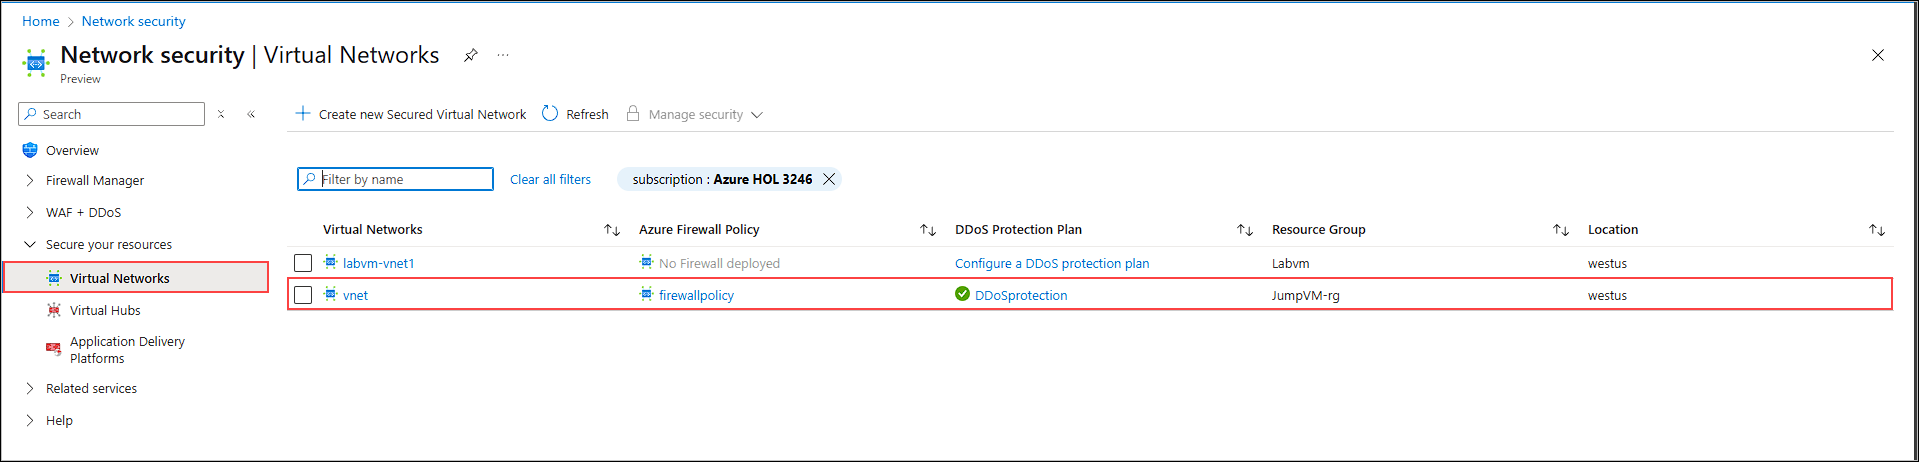 Home > Network security
Network security | Virtual Networks ...
Preview
Search
Overview
Firewall Manager
WAF + DDoS
Secure your resources
Virtual Networks
Virtual Hubs
Application Delivery
Platforms
Related services
Help
Create new Secured Virtual Network Refresh Manage security
Filter by name Clear all filters subscription : Azure HOL 3246
Virtual Networks Azure Firewall Policy DDoS Protection Plan Resource Group Location
labvm-vnet1 No Firewall deployed Configure a DDoS protection plan Labvm westus
vnet firewallpolicy DDoSprotection JumpVM-rg westus